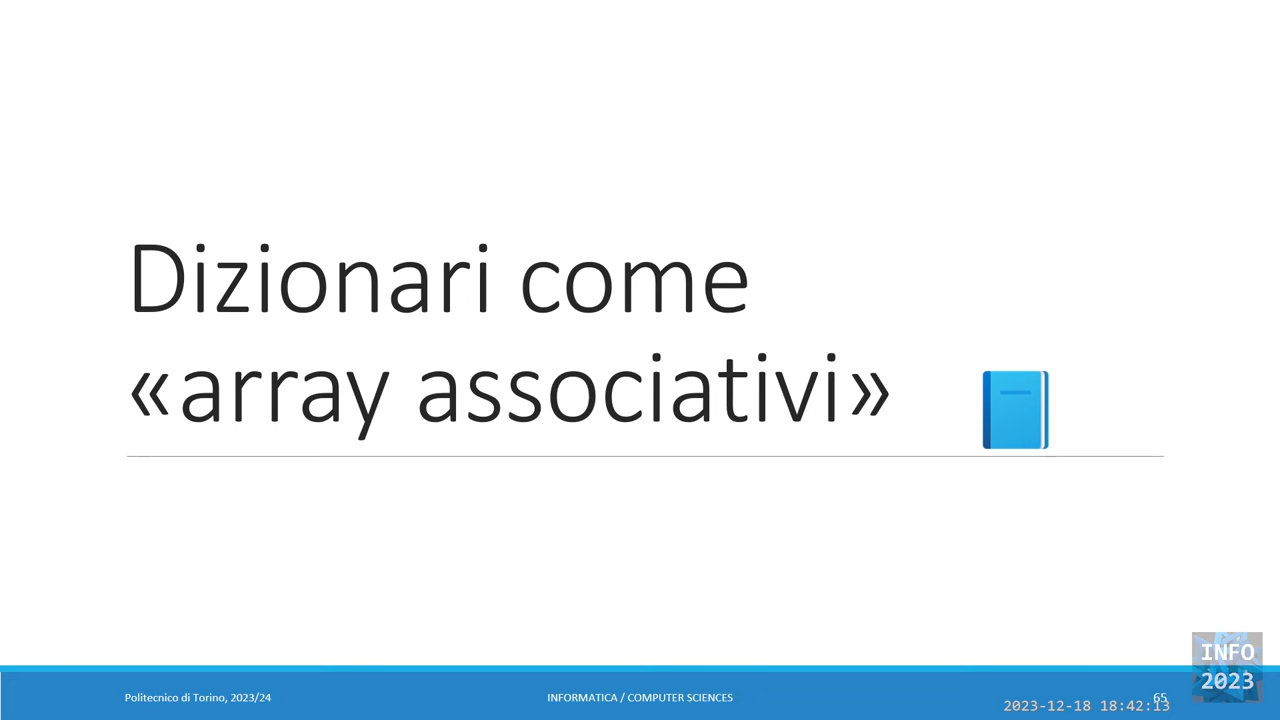 Dizionari come
«array associativi»
INFO
2023
Politecnico di Torino, 2023/24
INFORMATICA / COMPUTER SCIENCES
65
2023-12-18 18:42:13